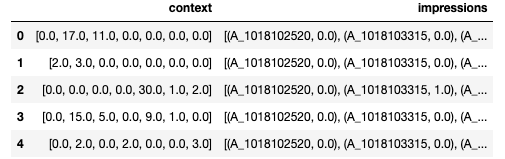 context impressions
0 [0.0, 17.0, 11.0, 0.0, 0.0, 0.0, 0.0] [(A_1018102520, 0.0), (A_1018103315, 0.0), (A_...
1 [2.0, 3.0, 0.0, 0.0, 0.0, 0.0, 0.0] [(A_1018102520, 0.0), (A_1018103315, 0.0), (A_...
2 [0.0, 0.0, 0.0, 0.0, 30.0, 1.0, 2.0] [(A_1018102520, 0.0), (A_1018103315, 1.0), (A_...
3 [0.0, 15.0, 5.0, 0.0, 9.0, 1.0, 0.0] [(A_1018102520, 0.0), (A_1018103315, 0.0), (A_...
4 [0.0, 2.0, 0.0, 2.0, 0.0, 0.0, 3.0] [(A_1018102520, 0.0), (A_1018103315, 0.0), (A_...